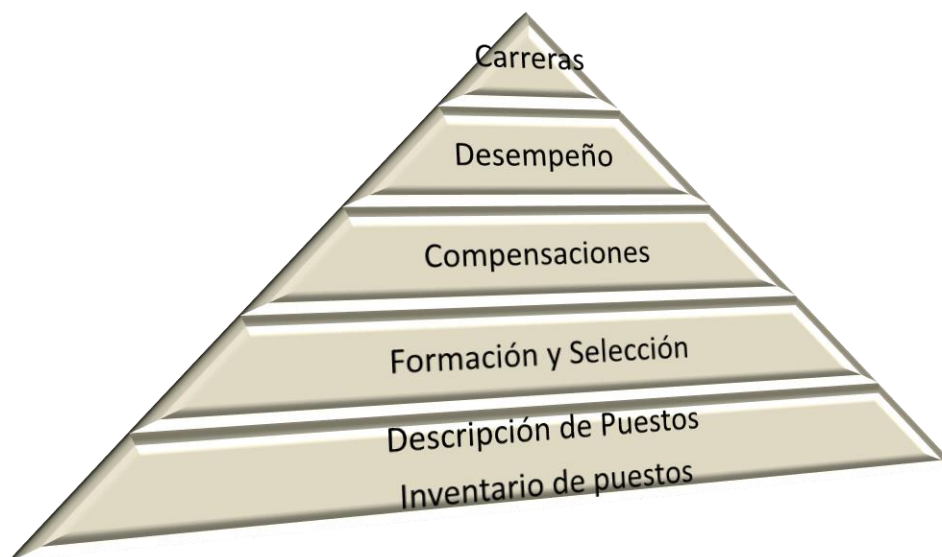 Carreras
Desempeño
Compensaciones
Formación y Selección
Descripción de Puestos
Inventario de puestos